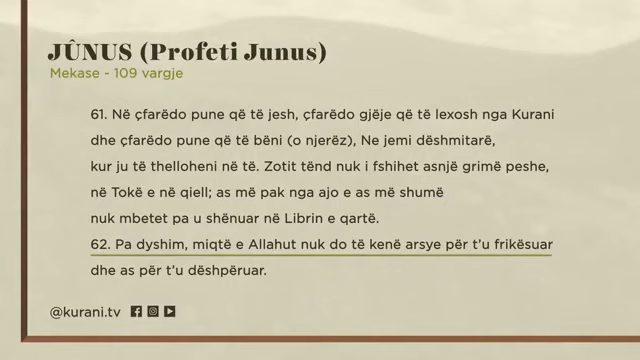 JÛNUS (Profeti Junus)
Mekase - 109 vargje
61. Në çfarëdo pune që të jesh, çfarëdo gjëje që të lexosh nga Kurani
dhe çfarëdo pune që të bëni (o njerëz), Ne jemi dëshmitarë,
kur ju të thelloheni në të. Zotit tënd nuk i fshihet asnjë grimë peshe,
në Tokë e në qiell; as më pak nga ajo e as më shumë
nuk mbetet pa u shënuar në Librin e qartë.
62. Pa dyshim, miqtë e Allahut nuk do të kenë arsye për t'u frikësuar
dhe as për t'u dëshpëruar.
@kurani.tv